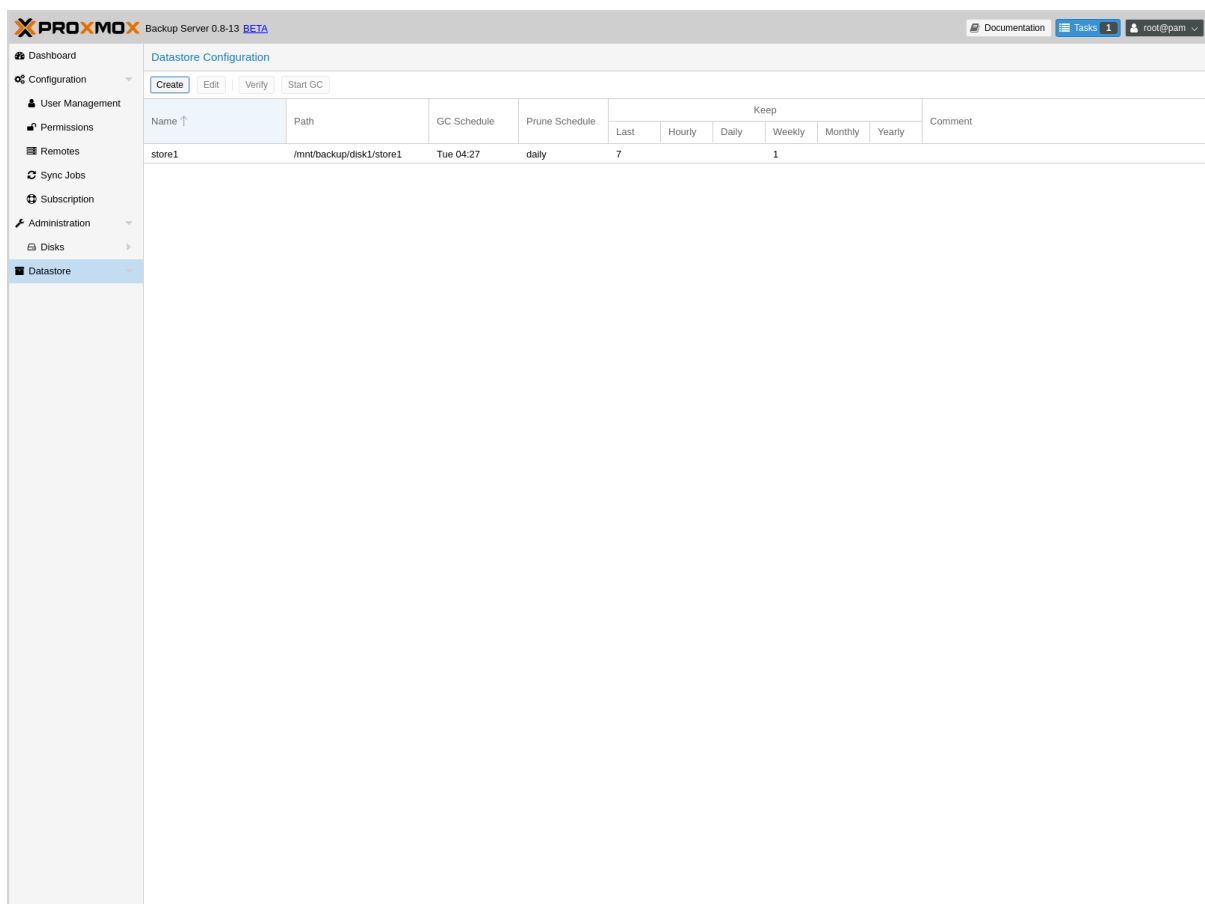 PROXMOX Backup Server 0.8-13 BETA Documentation Tasks 1 root@pam
Dashboard
Configuration
User Management
Permissions
Remotes
Sync Jobs
Subscription
Administration
Disks
Datastore
Datastore Configuration
Create Edit Verify Start GC
Name Path GC Schedule Prune Schedule Keep Comment
Last Hourly Daily Weekly Monthly Yearly
store1 /mnt/backup/disk1/store1 Tue 04:27 daily 7 1